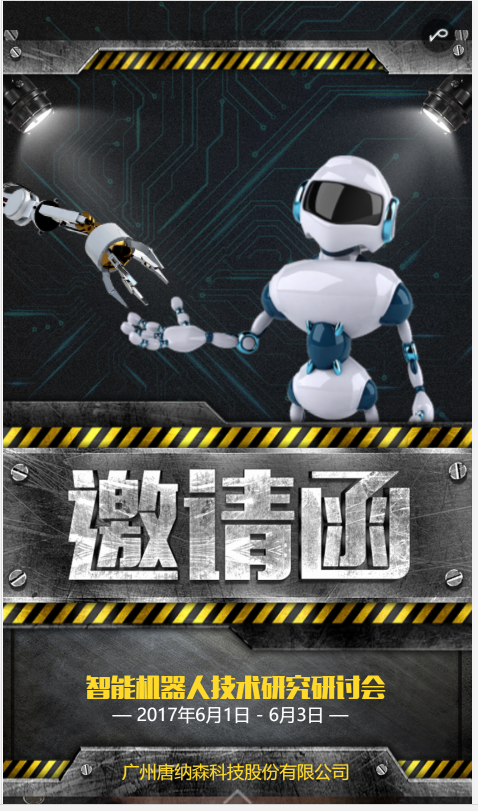 邀请函
智能机器人技术研究研讨会
— 2017年6月1日 - 6月3日 —
广州唐纳森科技股份有限公司